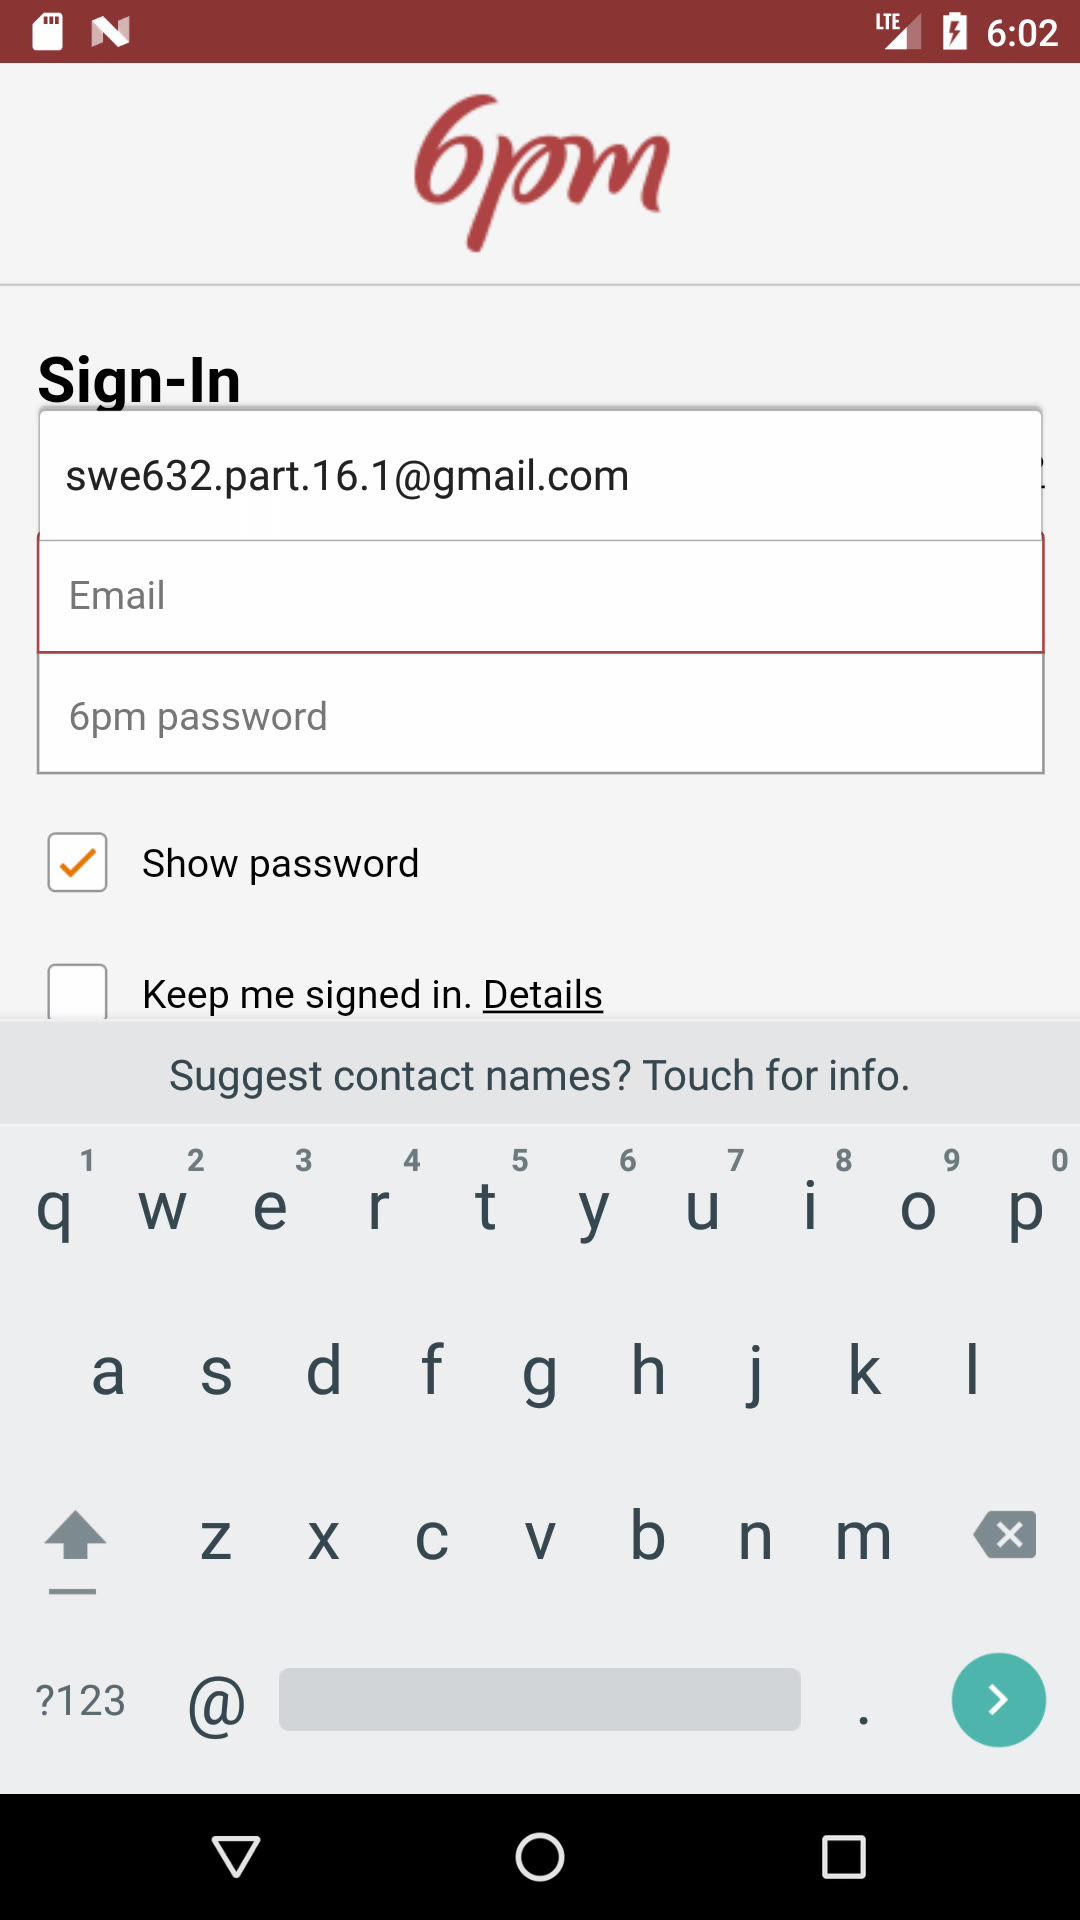 LTE 6:02
6pm
Sign-In
swe632.part.16.1@gmail.com
Email
6pm password
Show password
Keep me signed in. Details
Suggest contact names? Touch for info.
1 2 3 4 5 6 7 8 9 0
q w e r t y u i o p
a s d f g h j k l
z x c v b n m
?123 @ .